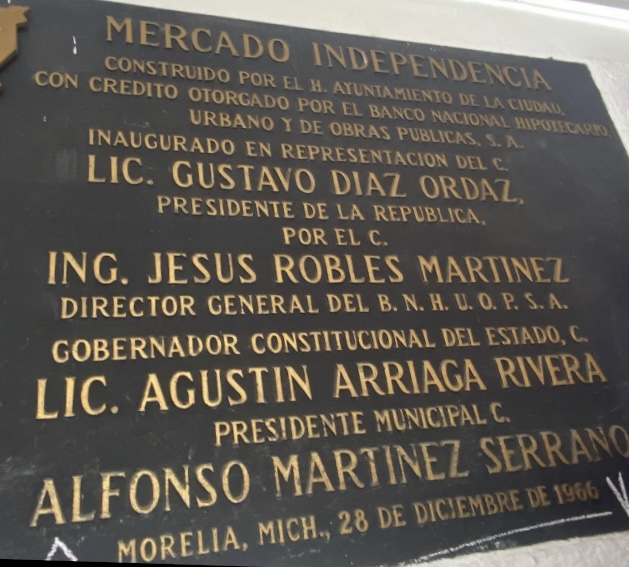 MERCADO INDEPENDENCIA
CONSTRUIDO POR EL H. AYUNTAMIENTO DE LA CIUDAD,
CON CREDITO OTORGADO POR EL BANCO NACIONAL HIPOTECARIO
URBANO Y DE OBRAS PUBLICAS, S. A.
INAUGURADO EN REPRESENTACION DEL C.
LIC. GUSTAVO DIAZ ORDAZ,
PRESIDENTE DE LA REPUBLICA,
POR EL C.
ING. JESUS ROBLES MARTINEZ
DIRECTOR GENERAL DEL B. N. H. U. O. P. S. A.
GOBERNADOR CONSTITUCIONAL DEL ESTADO, C.
LIC. AGUSTIN ARRIAGA RIVERA
PRESIDENTE MUNICIPAL C.
ALFONSO MARTINEZ SERRANO
MORELIA, MICH., 28 DE DICIEMBRE DE 1966